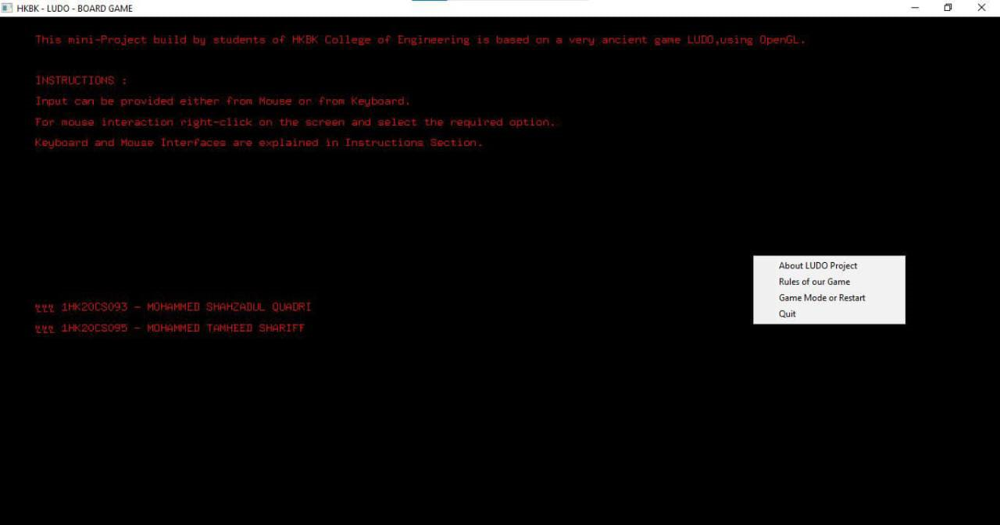 HKBK - LUDO - BOARD GAME
This mini-Project build by students of HKBK College of Engineering is based on a very ancient game LUDO,using OpenGL.
INSTRUCTIONS :
Input can be provided either from Mouse or from Keyboard.
For mouse interaction right-click on the screen and select the required option.
Keyboard and Mouse Interfaces are explained in Instructions Section.
About LUDO Project
Rules of our Game
Game Mode or Restart
Quit
1HK20CS093 - MOHAMMED SHAHZADUL QUADRI
1HK20CS095 - MOHAMMED TAMHEED SHARIFF